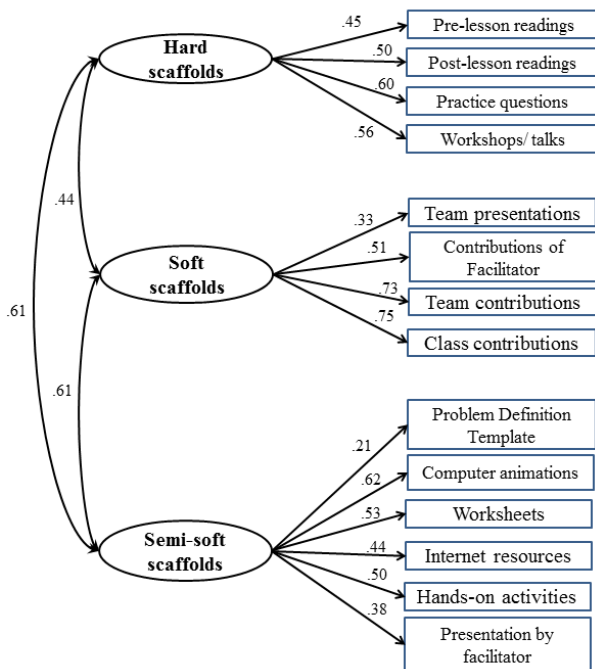 Hard
scaffolds
.45
Pre-lesson readings
.50
Post-lesson readings
.60
Practice questions
.56
Workshops/ talks
.44
.61
Soft
scaffolds
.33
Team presentations
.51
Contributions of
Facilitator
.73
Team contributions
.75
Class contributions
.61
Semi-soft
scaffolds
.21
Problem Definition
Template
.62
Computer animations
.53
Worksheets
.44
Internet resources
.50
Hands-on activities
.38
Presentation by
facilitator